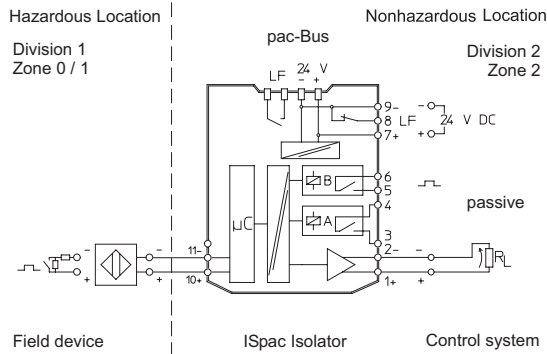 Hazardous Location
Nonhazardous Location
Division 1
Zone 0 / 1
pac-Bus
Division 2
Zone 2
LF 24 V
- +
9-
8 LF
7+
-
+
24 V DC
B
6
5
passive
µC
A
4
3
11-
10+
2-
1+
-
+
-
+
-
+
RL
Field device
ISpac Isolator
Control system